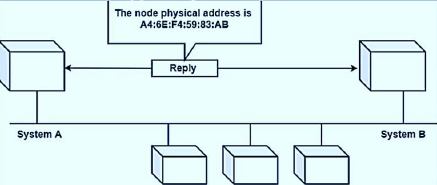 The node physical address is
A4:6E:F4:59:83:AB
Reply
System A
System B